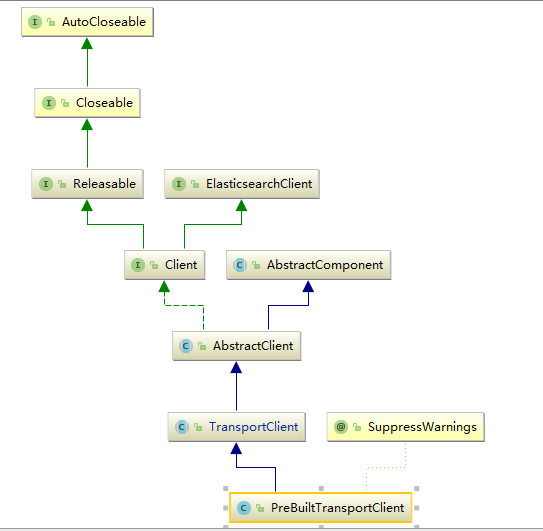 I AutoCloseable
I Closeable
I Releasable
I ElasticsearchClient
I Client
C AbstractComponent
C AbstractClient
C TransportClient
@ SuppressWarnings
C PreBuiltTransportClient